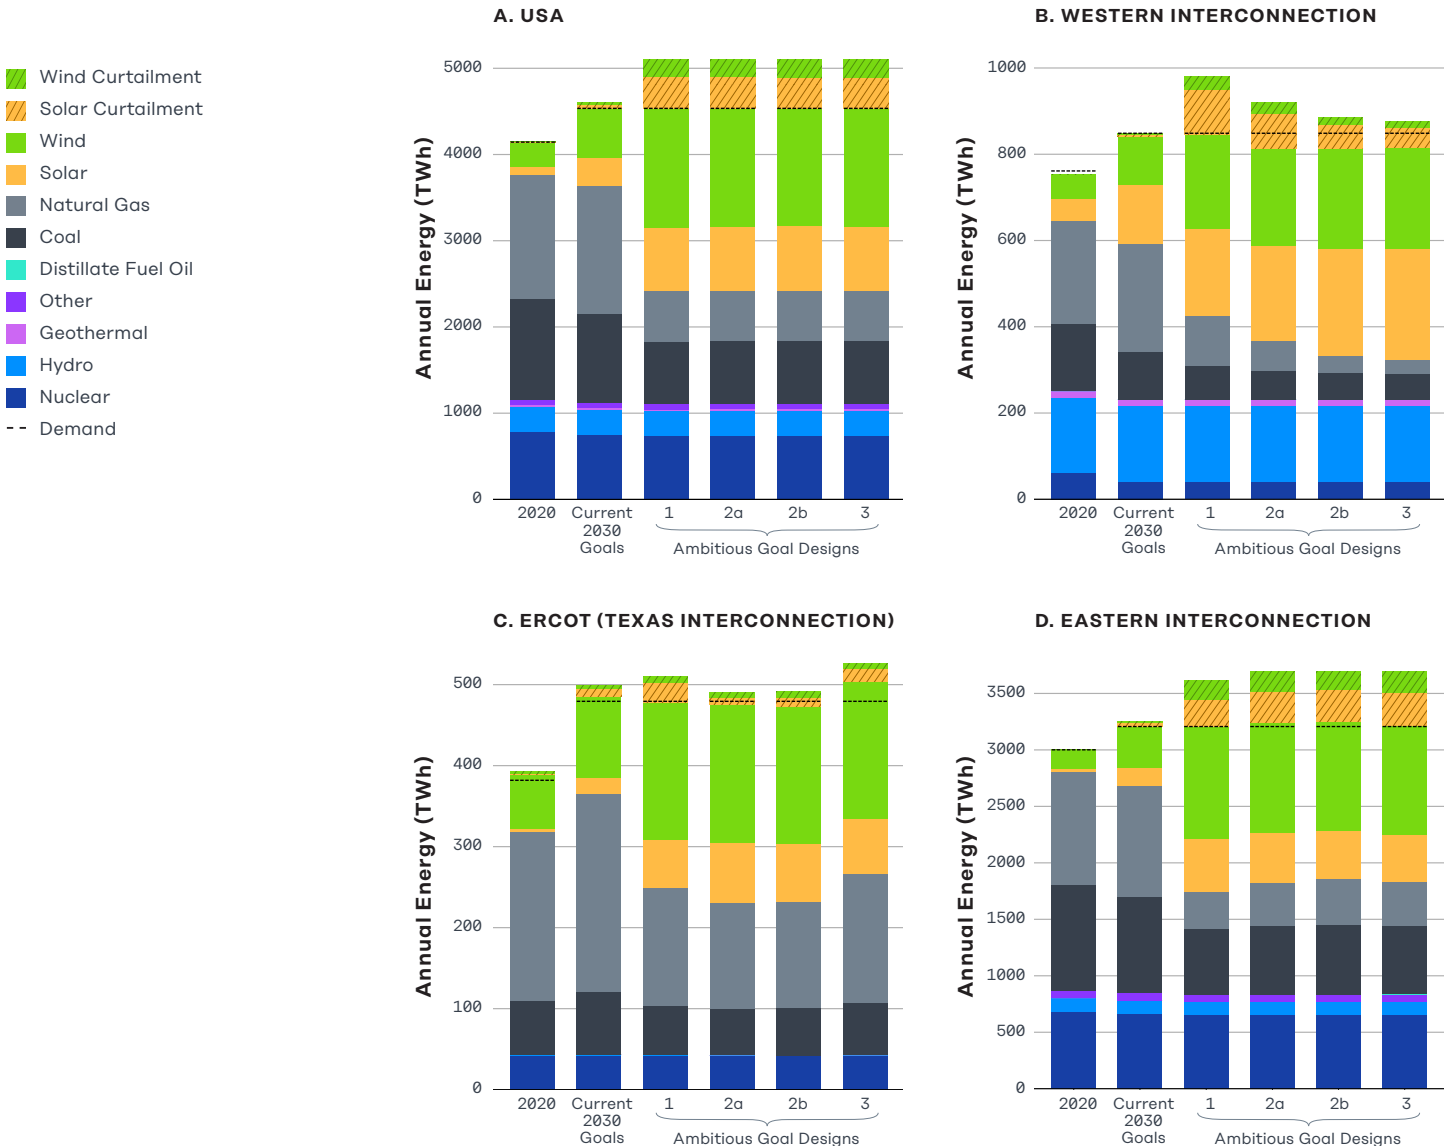 A. USA
B. WESTERN INTERCONNECTION
Wind Curtailment
Solar Curtailment
Wind
Solar
Natural Gas
Coal
Distillate Fuel Oil
Other
Geothermal
Hydro
Nuclear
Demand
Annual Energy (TWh)
5000
4000
3000
2000
1000
0
2020
Current
2030
Goals
1
2a
2b
3
Ambitious Goal Designs
Annual Energy (TWh)
1000
800
600
400
200
0
2020
Current
2030
Goals
1
2a
2b
3
Ambitious Goal Designs
C. ERCOT (TEXAS INTERCONNECTION)
Annual Energy (TWh)
500
400
300
200
100
0
2020
Current
2030
Goals
1
2a
2b
3
Ambitious Goal Designs
D. EASTERN INTERCONNECTION
Annual Energy (TWh)
3500
3000
2500
2000
1500
1000
500
0
2020
Current
2030
Goals
1
2a
2b
3
Ambitious Goal Designs